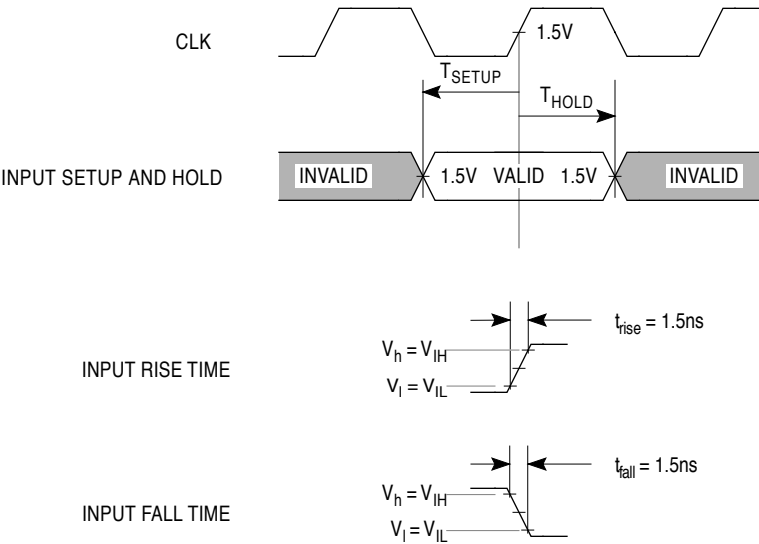 CLK
1.5V
TSETUP
THOLD
INPUT SETUP AND HOLD
INVALID
1.5V VALID 1.5V
INVALID
trise = 1.5ns
Vh = VIH
INPUT RISE TIME
Vl = VIL
tfall = 1.5ns
Vh = VIH
INPUT FALL TIME
Vl = VIL